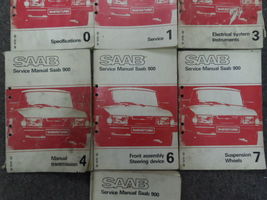 Specifications 0
Service 1
Electrical system
Instruments 3
SAAB
Service Manual Saab 900
Manual
transmission 4
SAAB
Service Manual Saab 900
Front assembly
Steering device 6
SAAB
Service Manual Saab 900
Suspension
Wheels 7
SAAB
Service Manual Saab 900